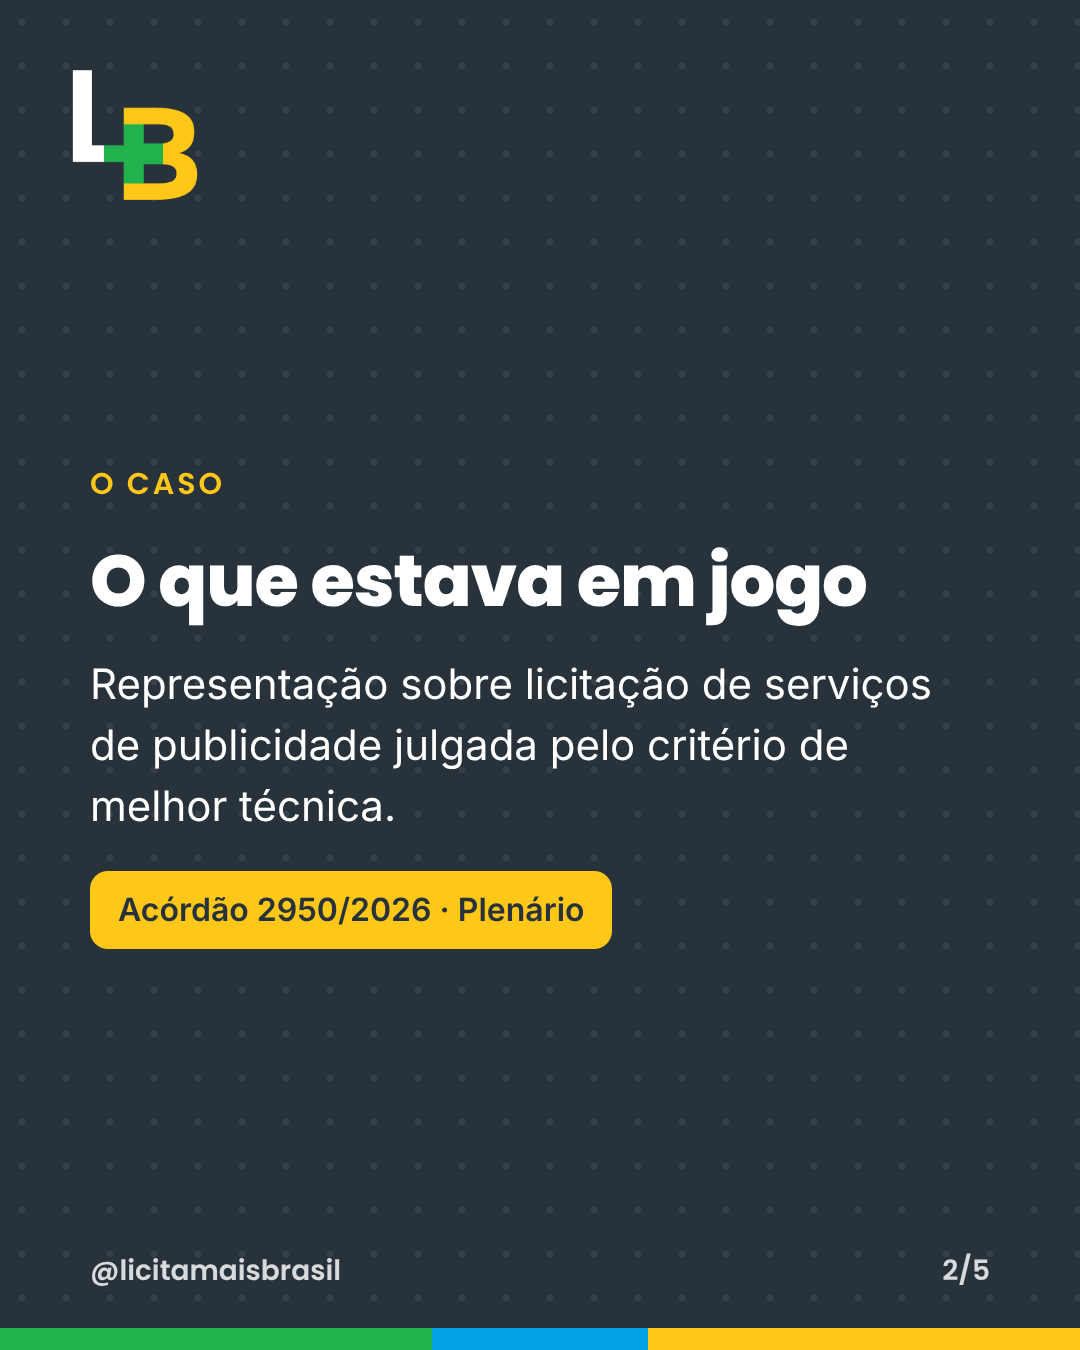 L+B
O CASO
O que estava em jogo
Representação sobre licitação de serviços
de publicidade julgada pelo critério de
melhor técnica.
Acórdão 2950/2026 · Plenário
@licitamaisbrasil
2/5